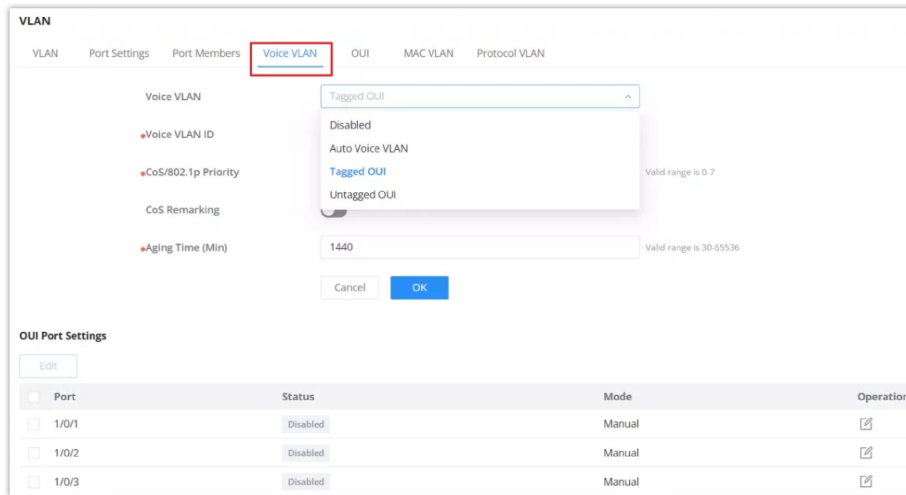 VLAN
VLAN Port Settings Port Members Voice VLAN OUI MAC VLAN Protocol VLAN
Voice VLAN Tagged OUI
Disabled
*Voice VLAN ID
Auto Voice VLAN
*CoS/802.1p Priority Tagged OUI Valid range is 0-7
Untagged OUI
CoS Remarking
*Aging Time (Min) 1440 Valid range is 30-65536
Cancel OK
OUI Port Settings
Edit
Port Status Mode Operation
1/0/1 Disabled Manual
1/0/2 Disabled Manual
1/0/3 Disabled Manual